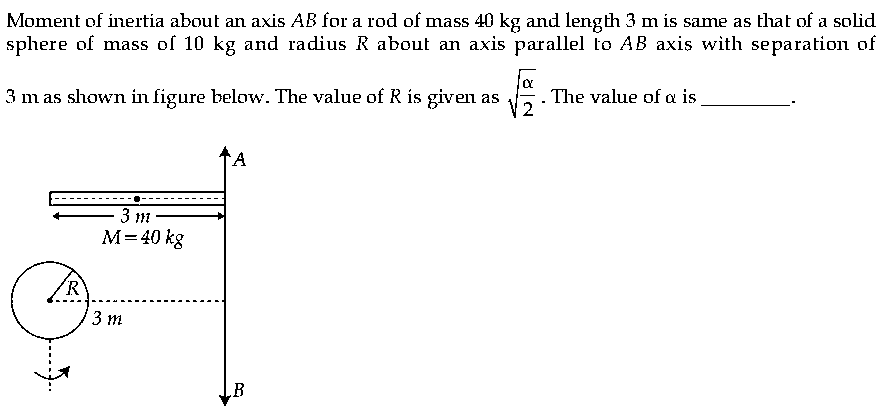 Moment of inertia about an axis AB for a rod of mass 40 kg and length 3 m is same as that of a solid
sphere of mass of 10 kg and radius R about an axis parallel to AB axis with separation of
3 m as shown in figure below. The value of R is given as √(α/2). The value of α is ________.
A
3 m
M = 40 kg
R
3 m
B